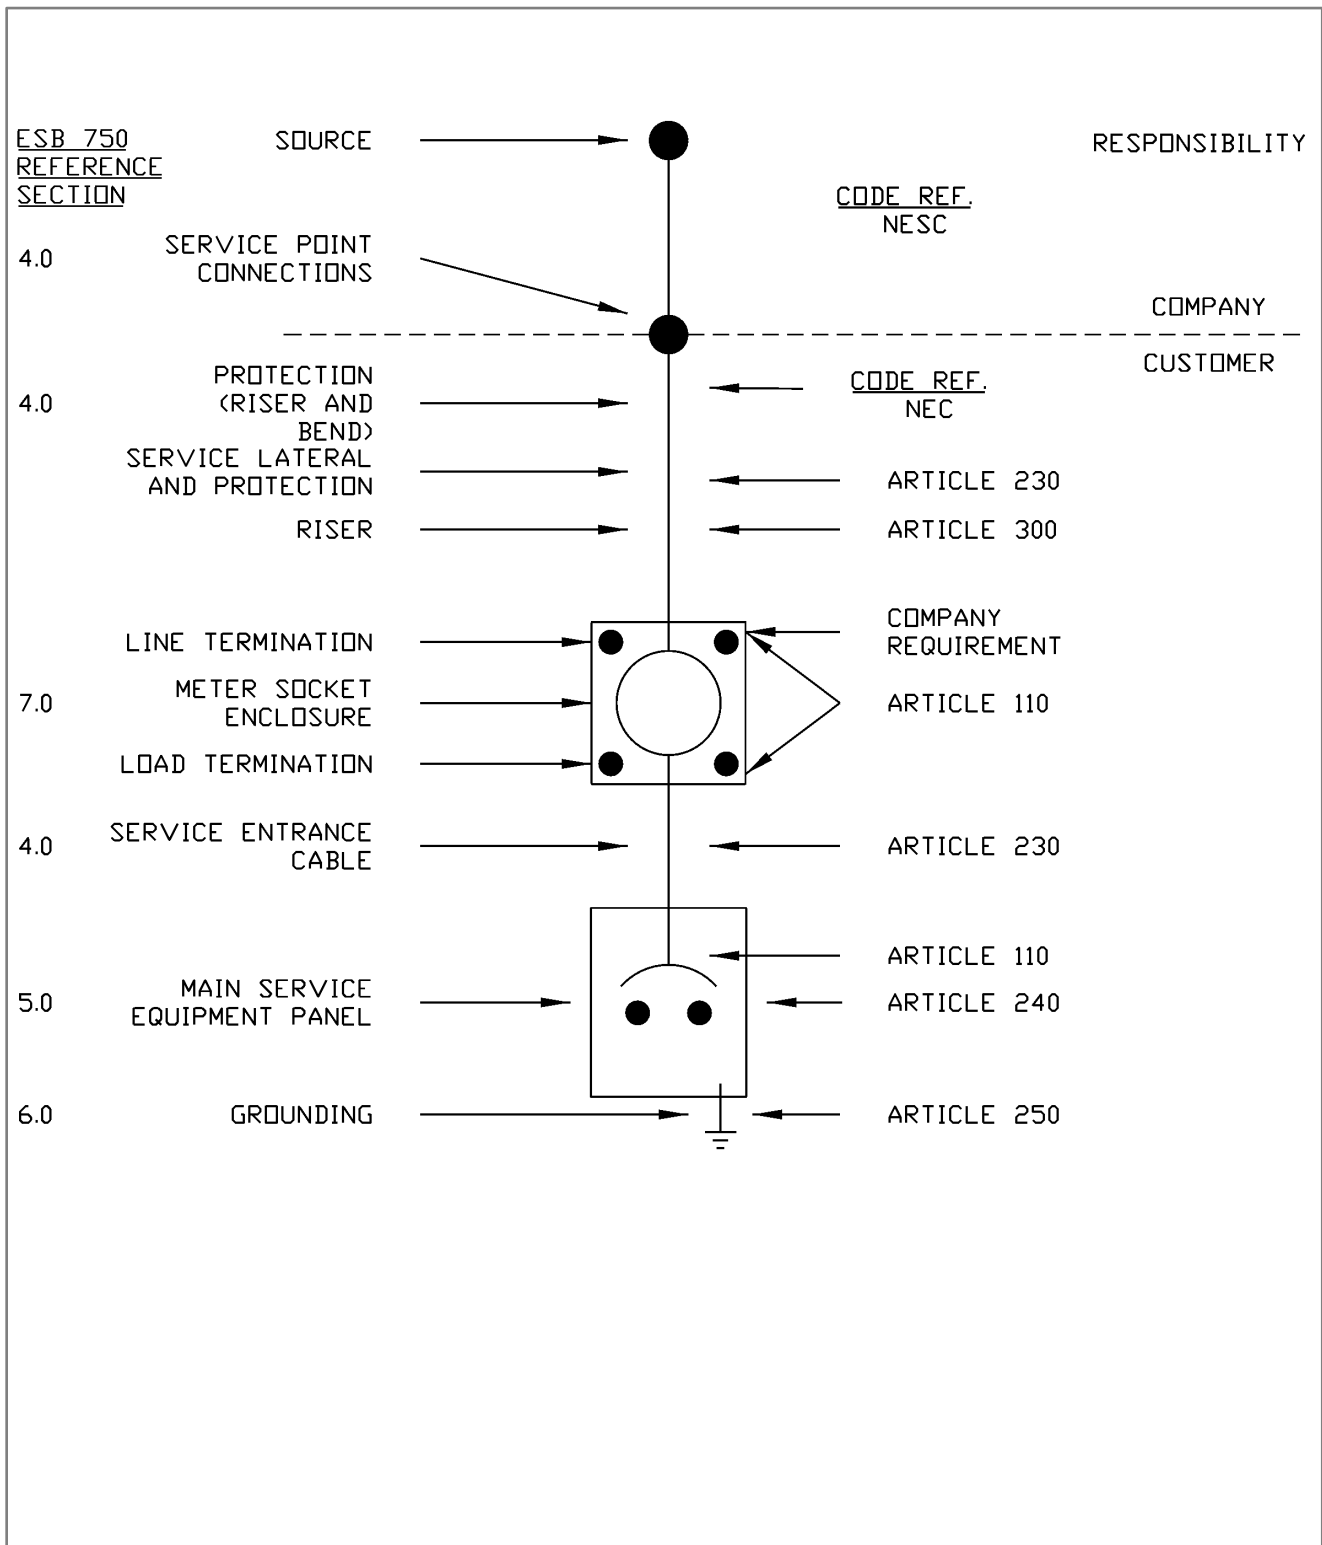 ESB 750
REFERENCE
SECTION
SOURCE
RESPONSIBILITY
CODE REF.
NESC
4.0
SERVICE POINT
CONNECTIONS
COMPANY
CUSTOMER
4.0
PROTECTION
(RISER AND
BEND)
CODE REF.
NEC
SERVICE LATERAL
AND PROTECTION
ARTICLE 230
RISER
ARTICLE 300
LINE TERMINATION
COMPANY
REQUIREMENT
7.0
METER SOCKET
ENCLOSURE
ARTICLE 110
LOAD TERMINATION
4.0
SERVICE ENTRANCE
CABLE
ARTICLE 230
ARTICLE 110
5.0
MAIN SERVICE
EQUIPMENT PANEL
ARTICLE 240
6.0
GROUNDING
ARTICLE 250